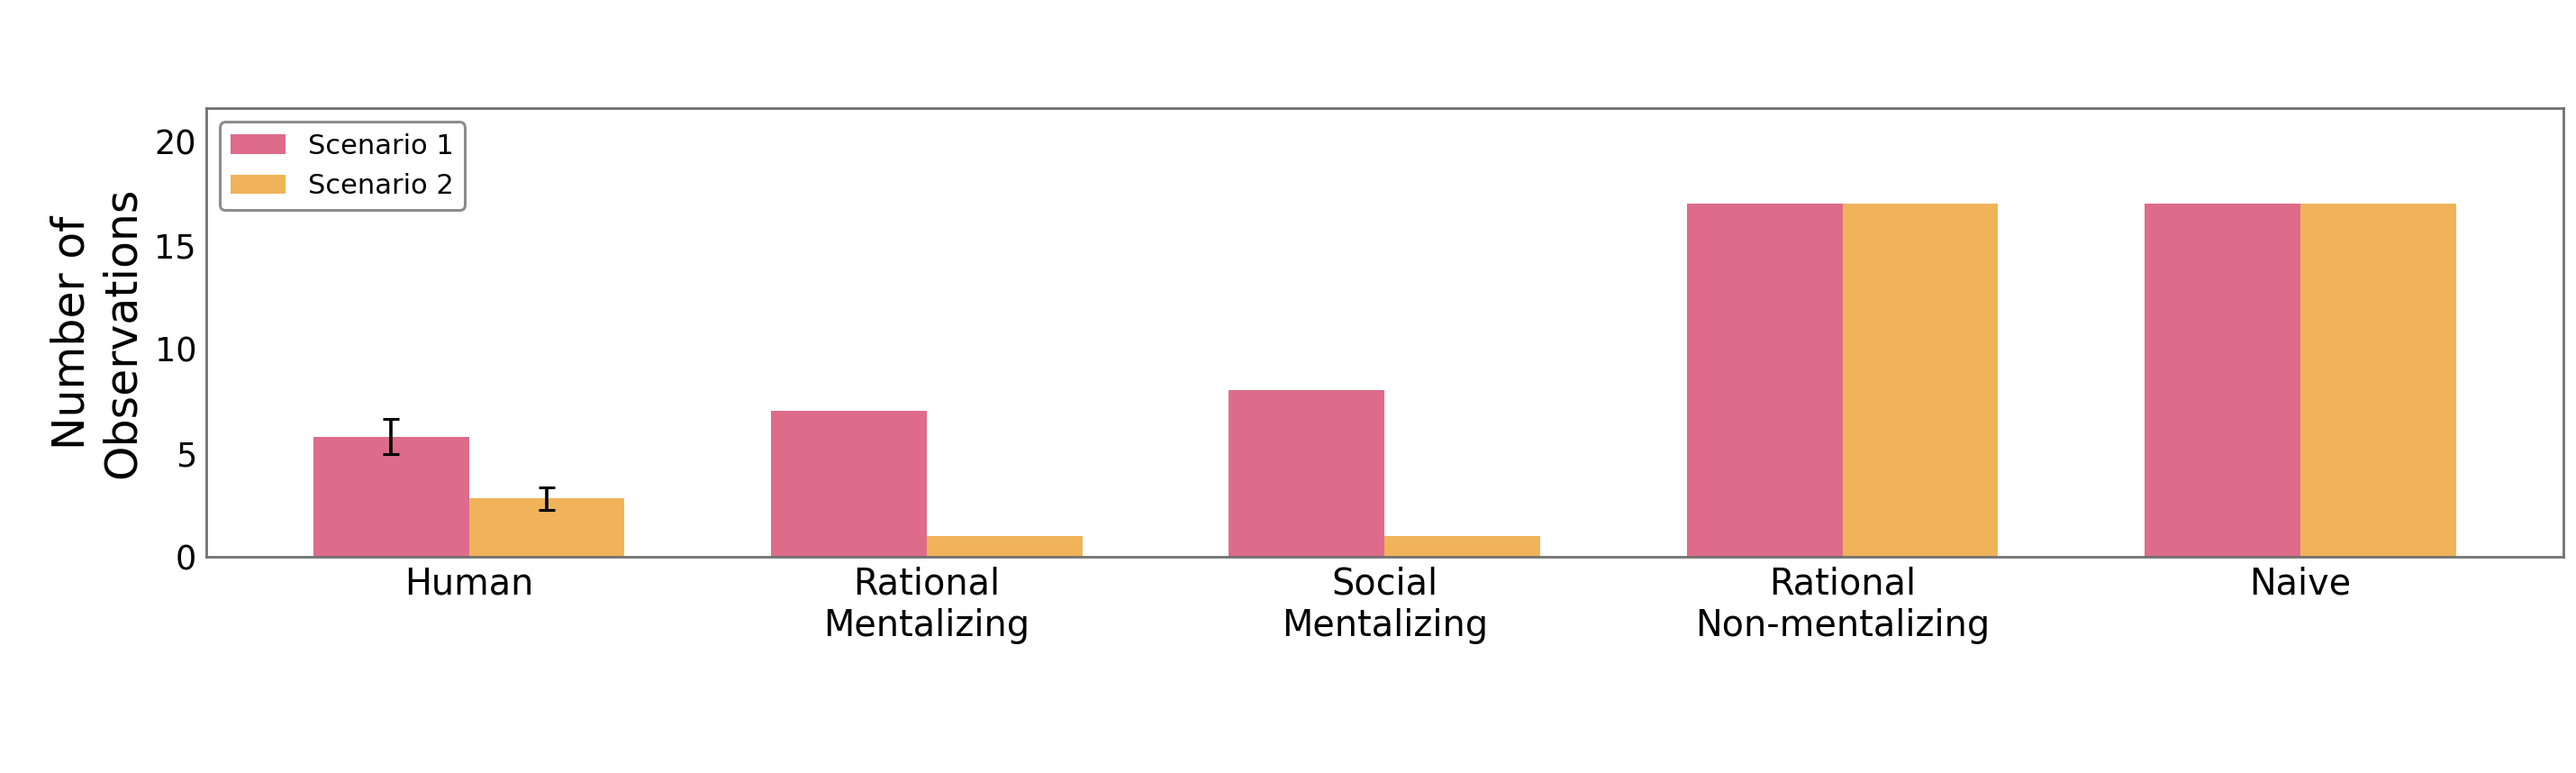 Number of
Observations
20
15
10
5
0
Scenario 1
Scenario 2
Human
Rational
Mentalizing
Social
Mentalizing
Rational
Non-mentalizing
Naive